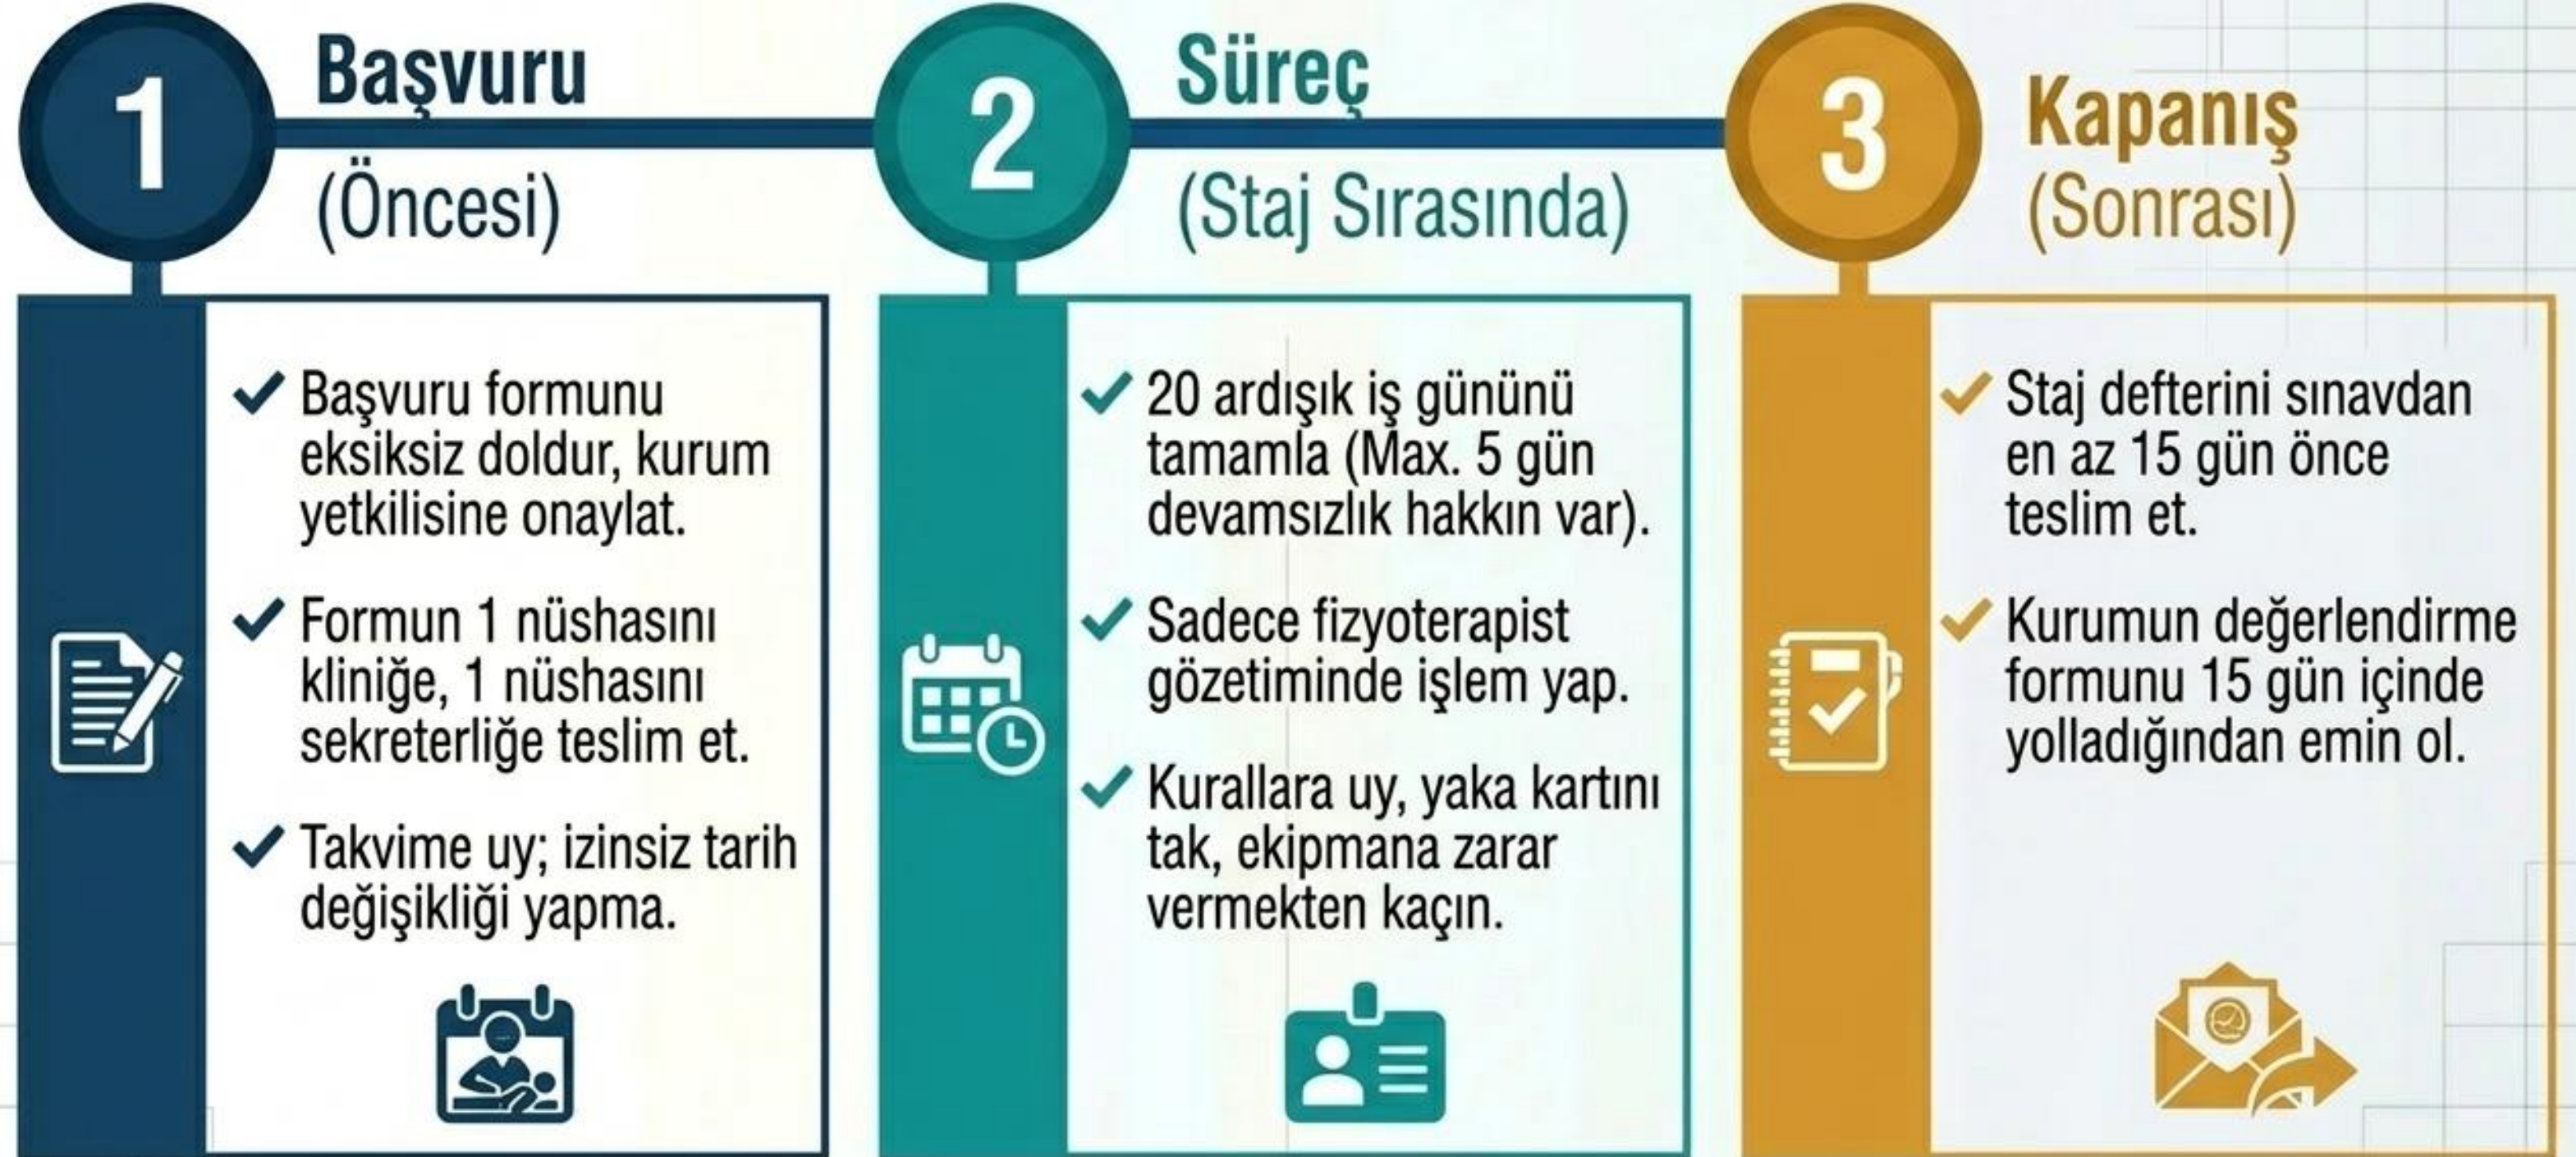 1
Başvuru
(Öncesi)
Başvuru formunu
eksiksiz doldur, kurum
yetkilisine onaylat.
Formun 1 nüshasını
kliniğe, 1 nüshasını
sekreterliğe teslim et.
Takvime uy; izinsiz tarih
değişikliği yapma.
2
Süreç
(Staj Sırasında)
20 ardışık iş gününü
tamamla (Max. 5 gün
devamsızlık hakkın var).
Sadece fizyoterapist
gözetiminde işlem yap.
Kurallara uy, yaka kartını
tak, ekipmana zarar
vermekten kaçın.
3
Kapanış
(Sonrası)
Staj defterini sınavdan
en az 15 gün önce
teslim et.
Kurumun değerlendirme
formunu 15 gün içinde
yolladığından emin ol.